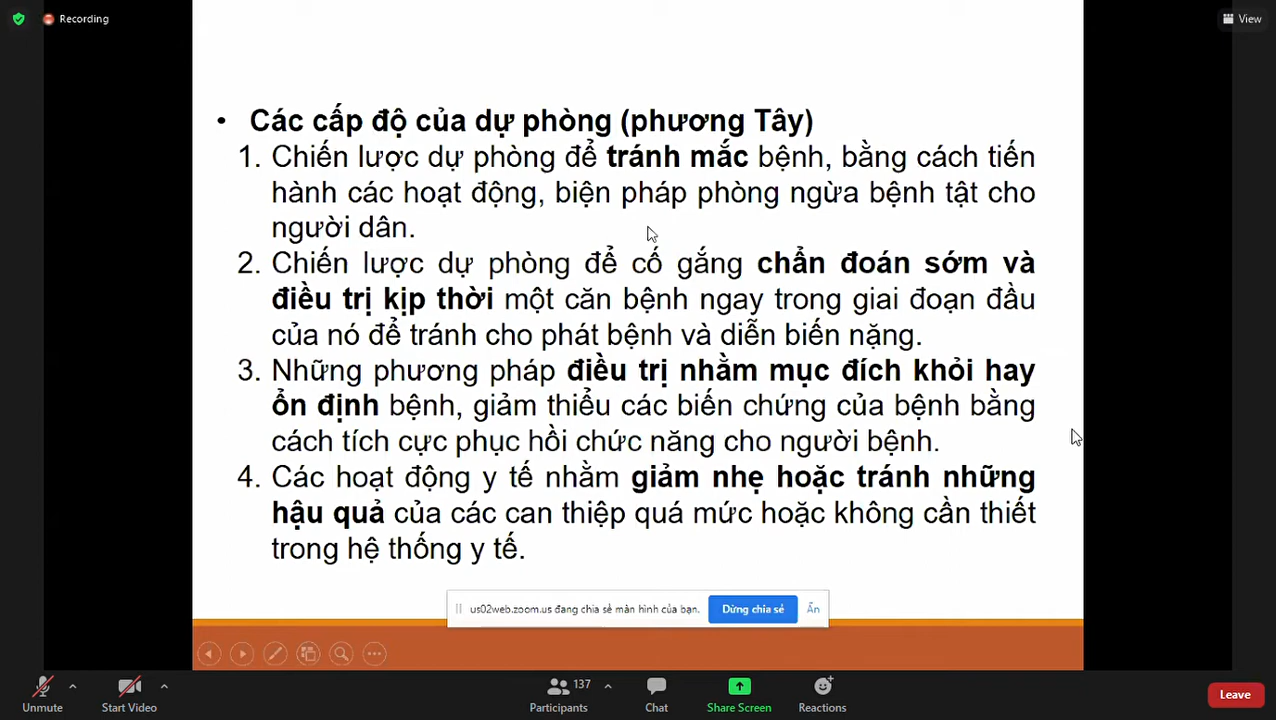 Recording
View
• Các cấp độ của dự phòng (phương Tây)
1. Chiến lược dự phòng để tránh mắc bệnh, bằng cách tiến
hành các hoạt động, biện pháp phòng ngừa bệnh tật cho
người dân.
2. Chiến lược dự phòng để cố gắng chẩn đoán sớm và
điều trị kịp thời một căn bệnh ngay trong giai đoạn đầu
của nó để tránh cho phát bệnh và diễn biến nặng.
3. Những phương pháp điều trị nhằm mục đích khỏi hay
ổn định bệnh, giảm thiểu các biến chứng của bệnh bằng
cách tích cực phục hồi chức năng cho người bệnh.
4. Các hoạt động y tế nhằm giảm nhẹ hoặc tránh những
hậu quả của các can thiệp quá mức hoặc không cần thiết
trong hệ thống y tế.
us02web.zoom.us đang chia sẻ màn hình của bạn. Dừng chia sẻ Ẩn
137
Unmute Start Video Participants Chat Share Screen Reactions Leave